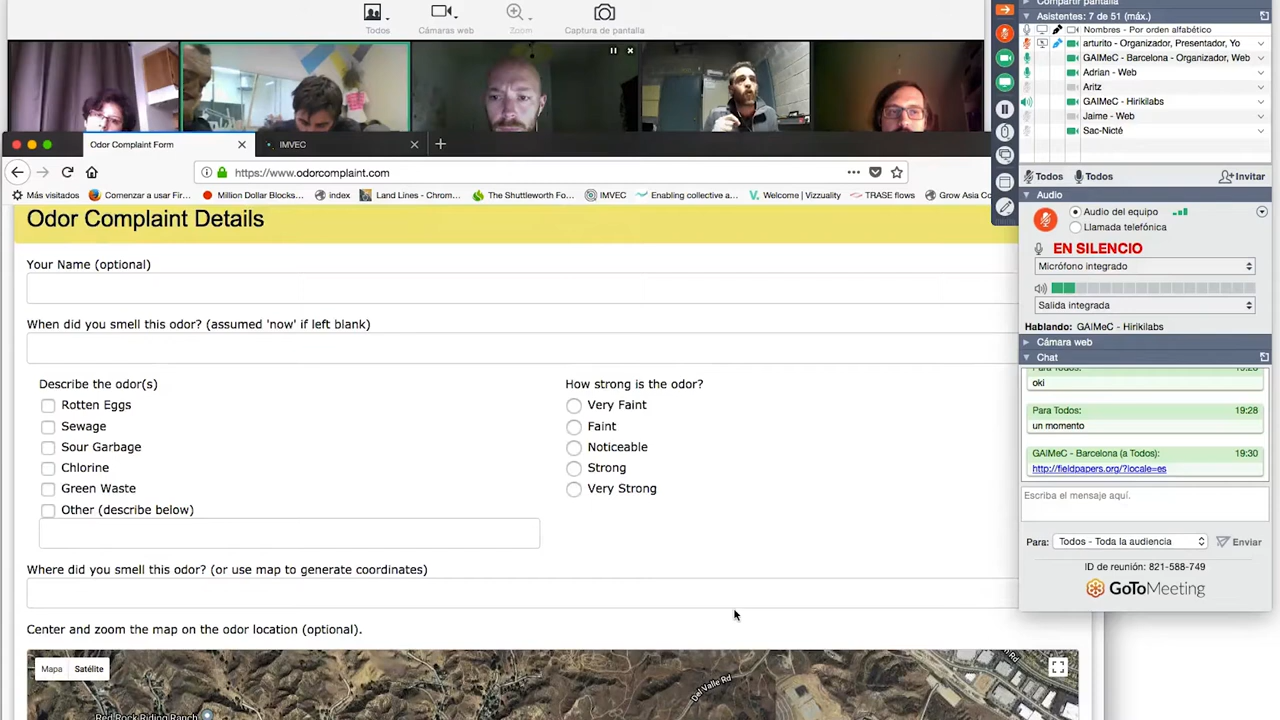 Todos
Cámaras web
Zoom
Captura de pantalla
Compartir pantalla
Asistentes: 7 de 51 (máx.)
Nombres - Por orden alfabético
arturito - Organizador, Presentador, Yo
GAIMeC - Barcelona - Organizador, Web
Adrian - Web
Aritz
GAIMeC - Hirikilabs
Jaime - Web
Sac-Nicté
Todos
Todos
Invitar
Audio
Audio del equipo
Llamada telefónica
EN SILENCIO
Micrófono integrado
Salida integrada
Hablando: GAIMeC - Hirikilabs
Cámara web
Chat
Para Todos:
oki
Para Todos: 19:28
un momento
GAIMeC - Barcelona (a Todos): 19:30
http://fieldpapers.org/?locale=es
Escriba el mensaje aquí.
Para: Todos - Toda la audiencia
Enviar
ID de reunión: 821-588-749
GoToMeeting
Odor Complaint Form
IMVEC
https://www.odorcomplaint.com
Más visitados
Comenzar a usar Fir...
Million Dollar Blocks...
index
Land Lines - Chrom...
The Shuttleworth Fo...
IMVEC
Enabling collective a...
Welcome | Vizzuality
TRASE flows
Grow Asia Co
Odor Complaint Details
Your Name (optional)
When did you smell this odor? (assumed 'now' if left blank)
Describe the odor(s)
Rotten Eggs
Sewage
Sour Garbage
Chlorine
Green Waste
Other (describe below)
How strong is the odor?
Very Faint
Faint
Noticeable
Strong
Very Strong
Where did you smell this odor? (or use map to generate coordinates)
Center and zoom the map on the odor location (optional).
Mapa
Satélite
Del Valle Rd
Red Rock Riding Ranch